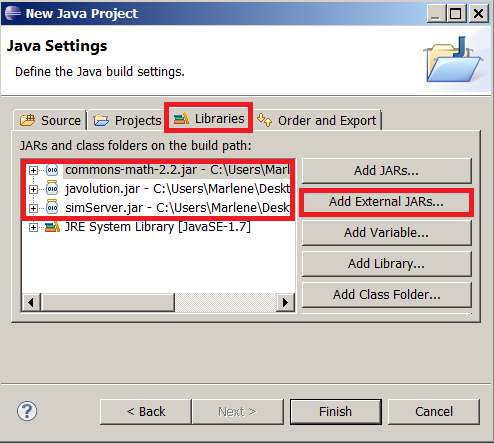 New Java Project
Java Settings
Define the Java build settings.
Source Projects Libraries Order and Export
JARs and class folders on the build path:
commons-math-2.2.jar - C:\Users\Marl
javolution.jar - C:\Users\Marlene\Deskt
simServer.jar - C:\Users\Marlene\Deskt
JRE System Library [JavaSE-1.7]
Add JARs...
Add External JARs...
Add Variable...
Add Library...
Add Class Folder...
? < Back Next > Finish Cancel